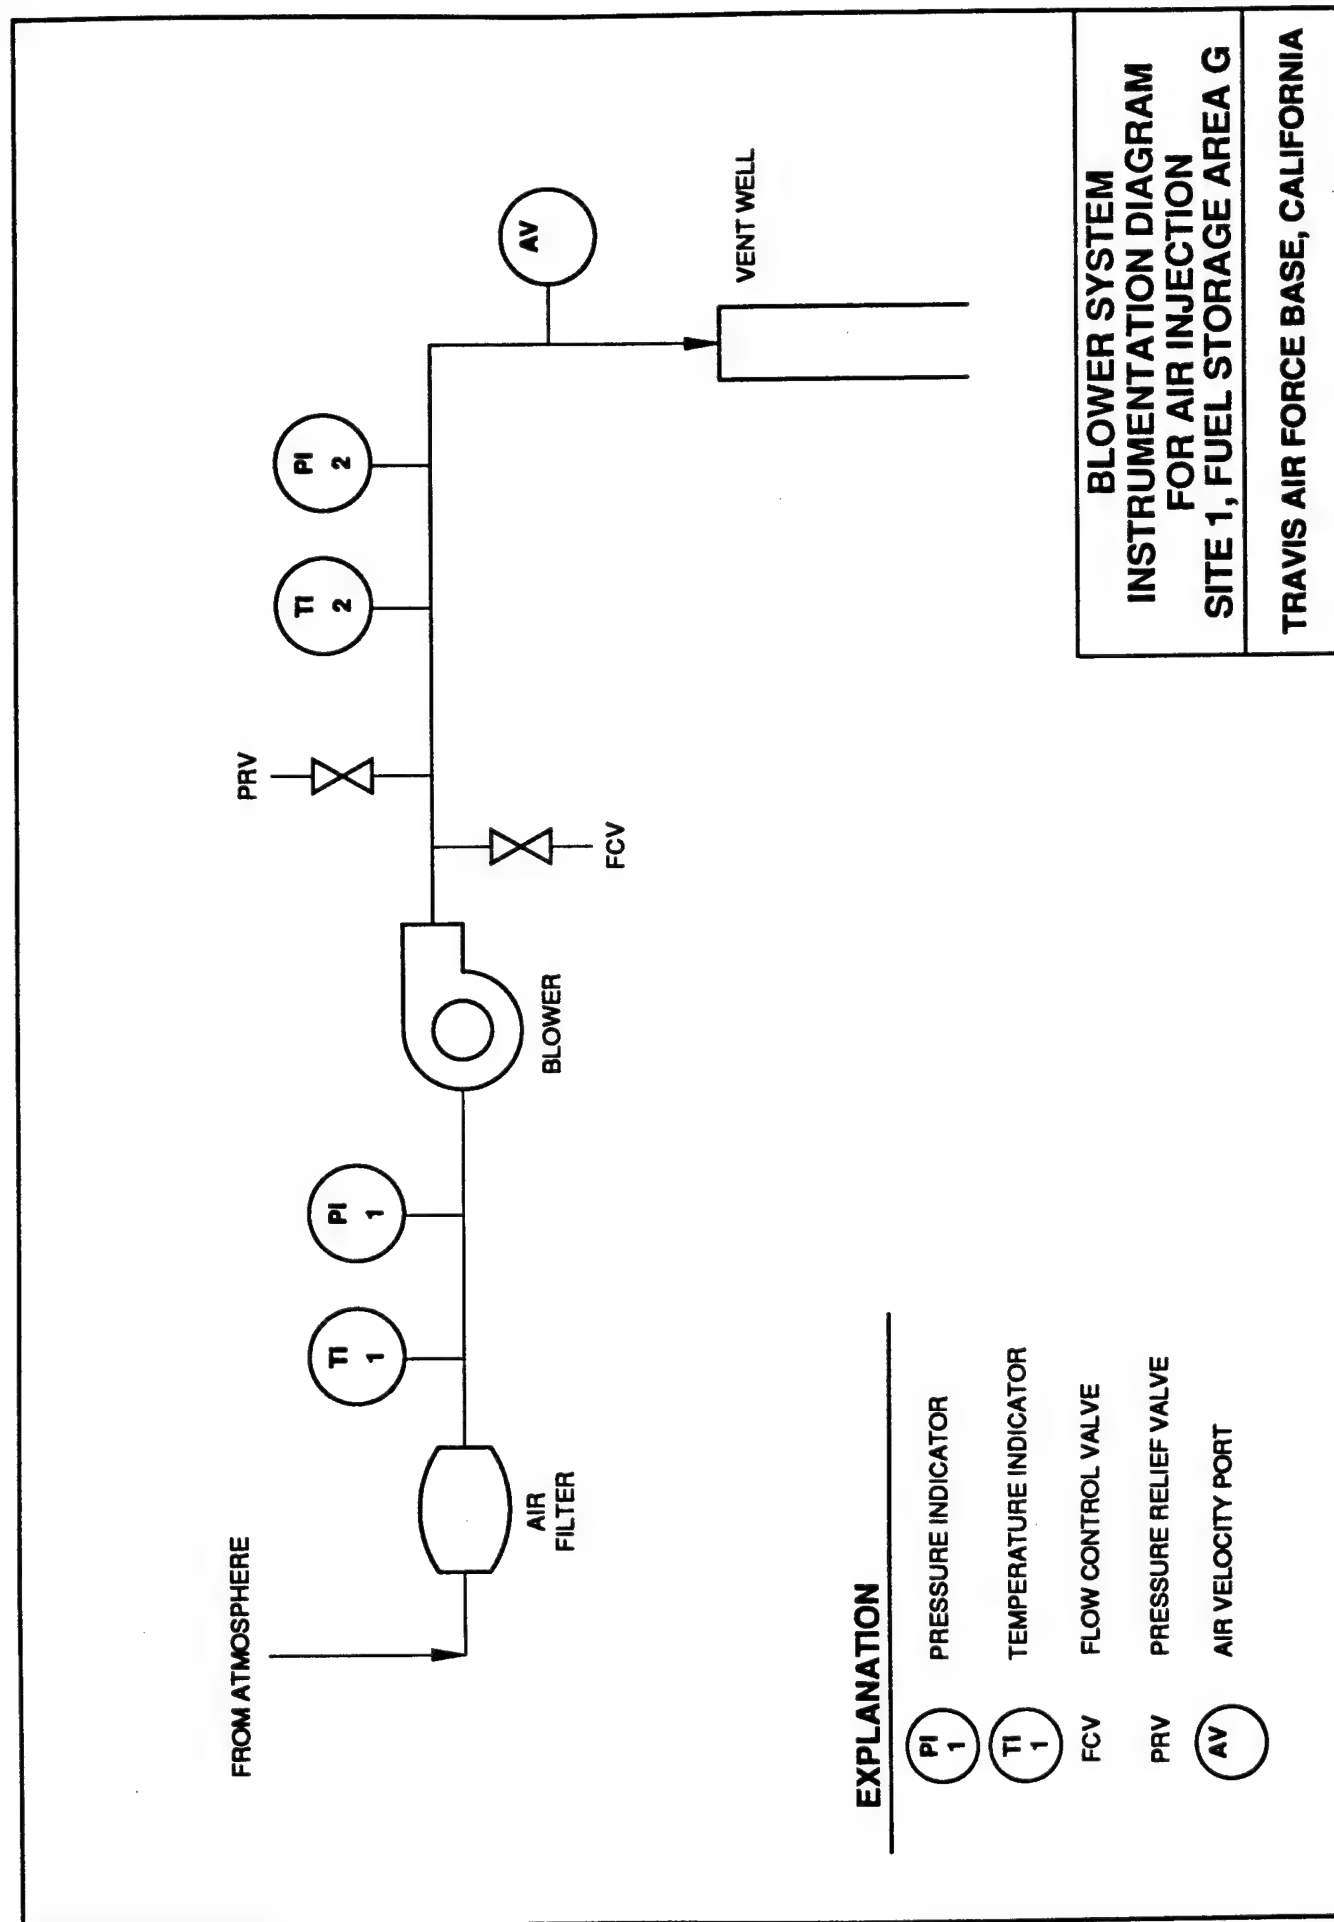 FROM ATMOSPHERE
AIR
FILTER
TI
1
PI
1
BLOWER
FCV
PRV
TI
2
PI
2
AV
VENT WELL
EXPLANATION
PI
1
PRESSURE INDICATOR
TI
1
TEMPERATURE INDICATOR
FCV
FLOW CONTROL VALVE
PRV
PRESSURE RELIEF VALVE
AV
AIR VELOCITY PORT
BLOWER SYSTEM
INSTRUMENTATION DIAGRAM
FOR AIR INJECTION
SITE 1, FUEL STORAGE AREA G
TRAVIS AIR FORCE BASE, CALIFORNIA